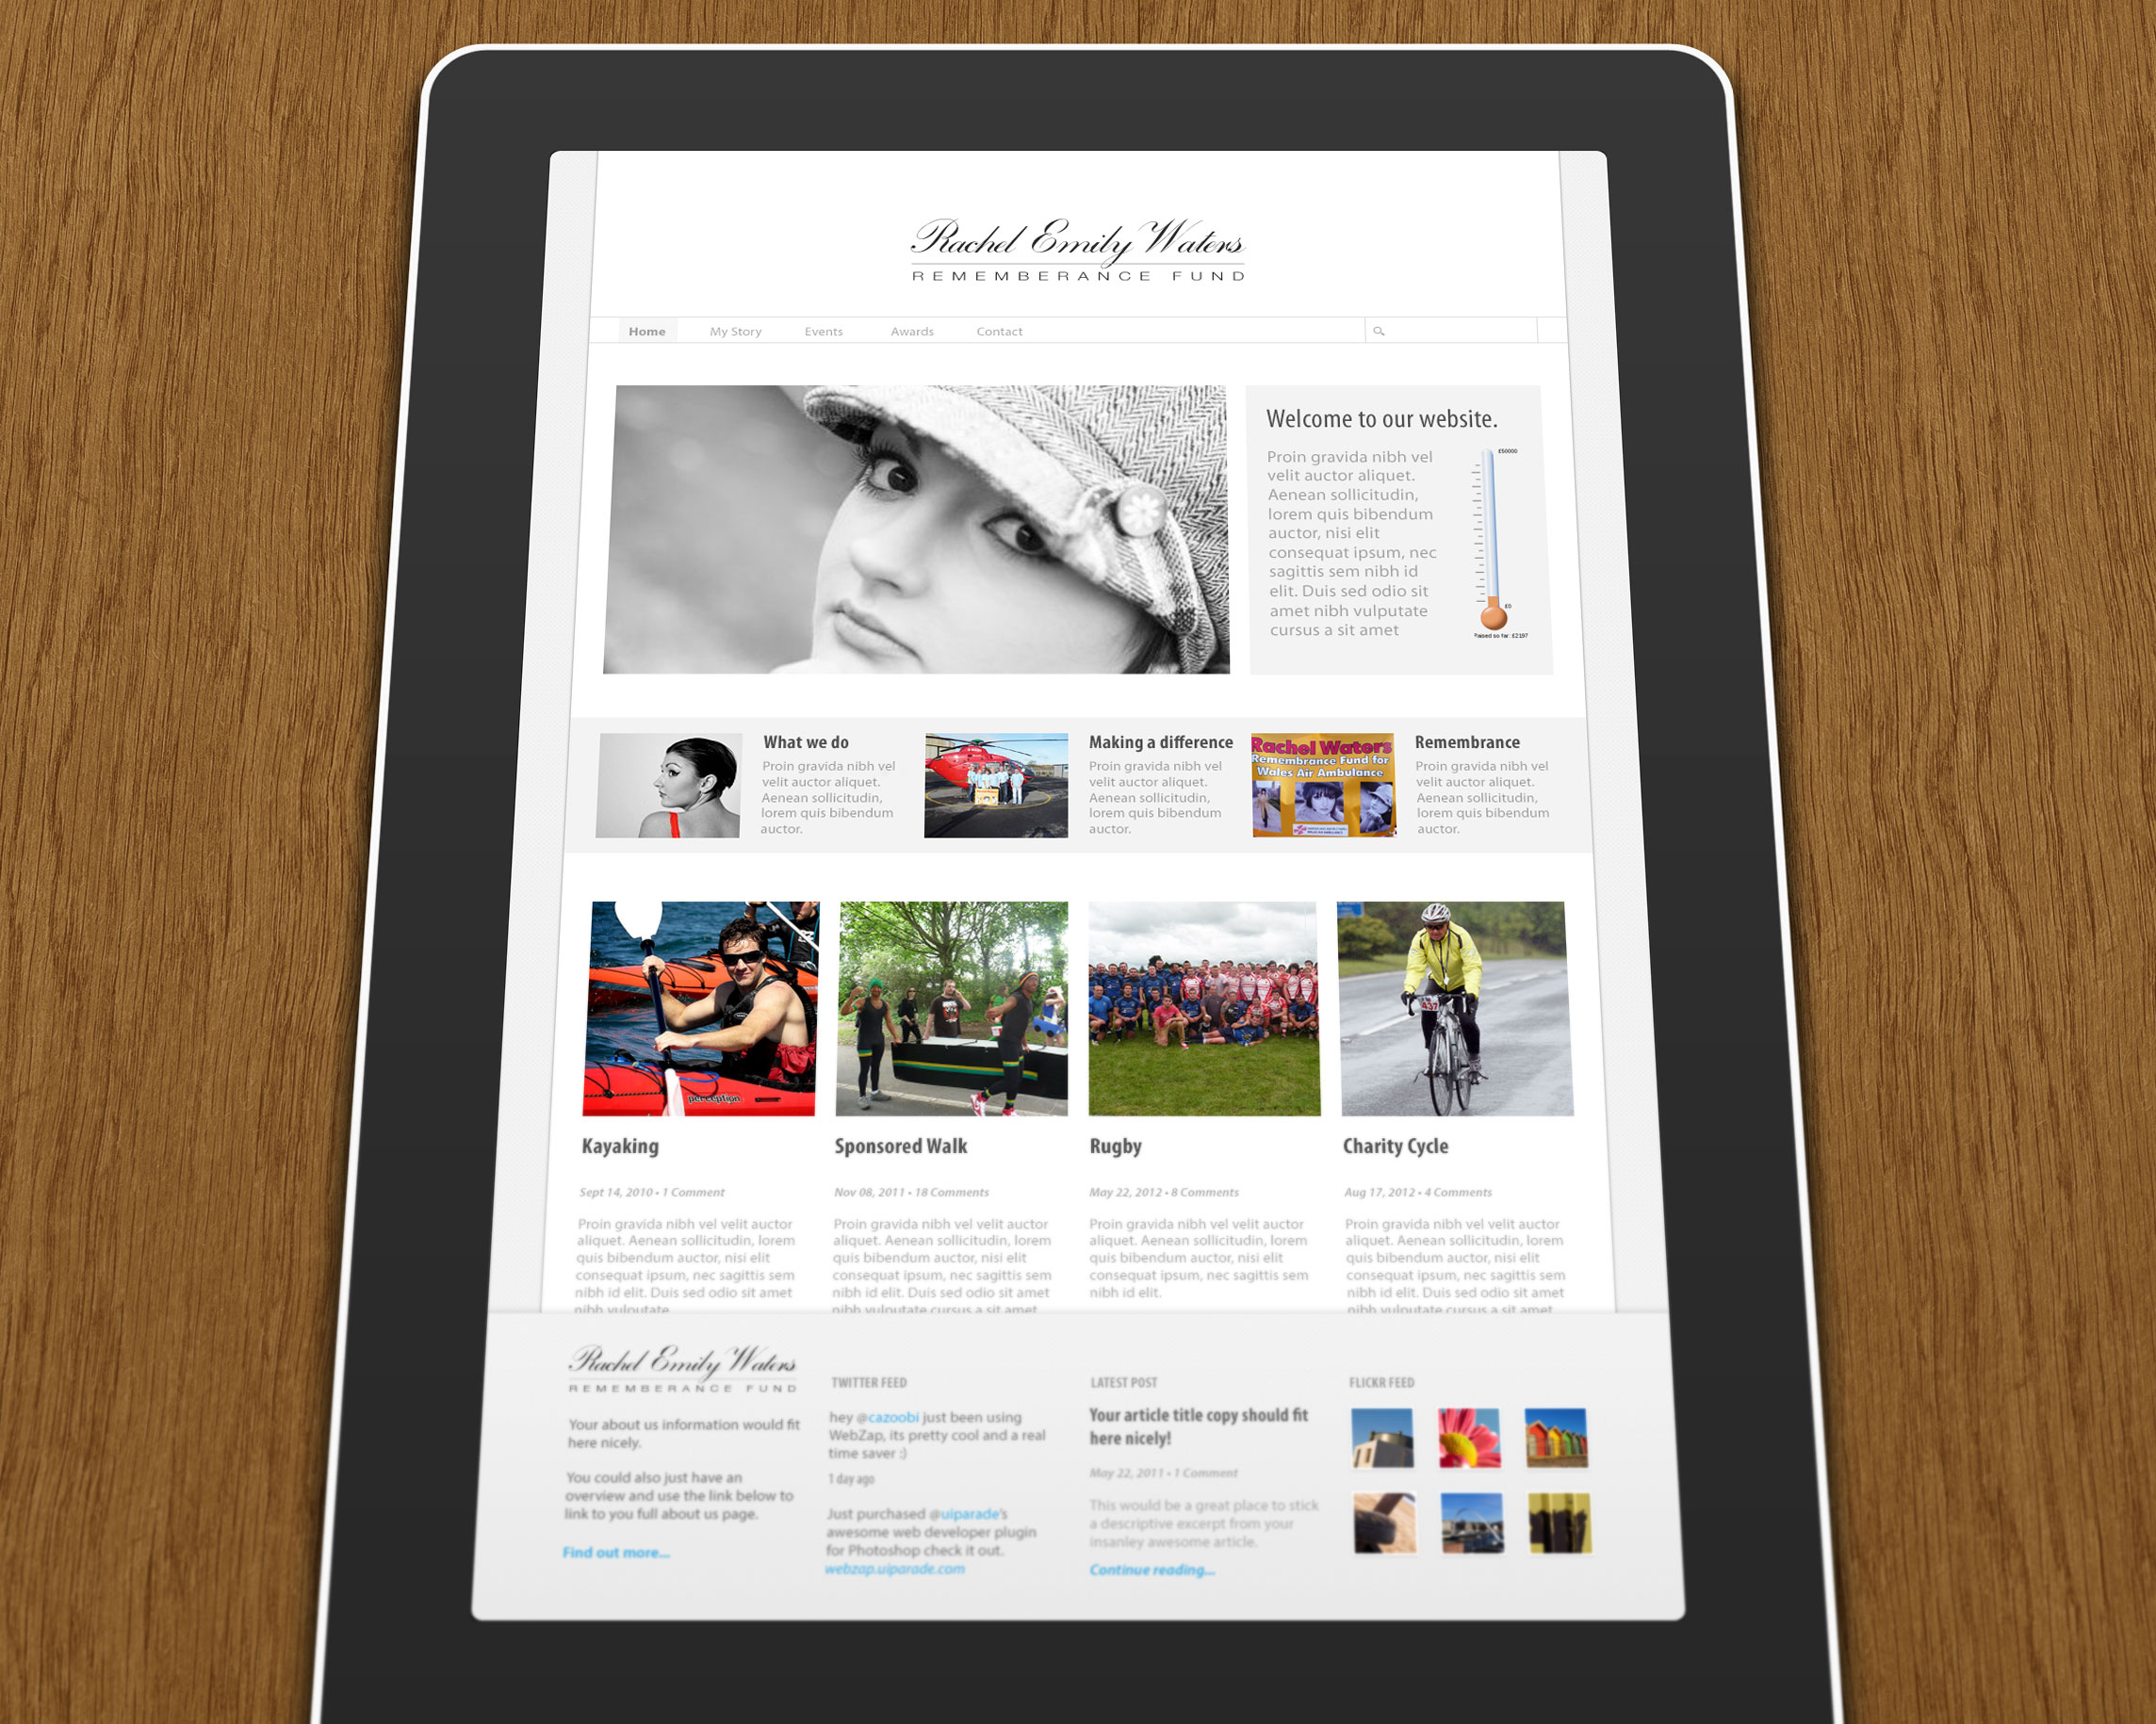 Rachel Emily Waters
REMEMBERANCE FUND
Home My Story Events Awards Contact
Welcome to our website.
Proin gravida nibh vel
velit auctor aliquet.
Aenean sollicitudin,
lorem quis bibendum
auctor, nisi elit
consequat ipsum, nec
sagittis sem nibh id
elit. Duis sed odio sit
amet nibh vulputate
cursus a sit amet
£50000
£0
Raised so far: £2197
What we do
Proin gravida nibh vel
velit auctor aliquet.
Aenean sollicitudin,
lorem quis bibendum
auctor.
Making a difference
Proin gravida nibh vel
velit auctor aliquet.
Aenean sollicitudin,
lorem quis bibendum
auctor.
Rachel Waters
Remembrance Fund for
Wales Air Ambulance
Remembrance
Proin gravida nibh vel
velit auctor aliquet.
Aenean sollicitudin,
lorem quis bibendum
auctor.
perception
437
Kayaking
Sept 14, 2010 • 1 Comment
Proin gravida nibh vel velit auctor
aliquet. Aenean sollicitudin, lorem
quis bibendum auctor, nisi elit
consequat ipsum, nec sagittis sem
nibh id elit. Duis sed odio sit amet
nibh vulputate
Sponsored Walk
Nov 08, 2011 • 18 Comments
Proin gravida nibh vel velit auctor
aliquet. Aenean sollicitudin, lorem
quis bibendum auctor, nisi elit
consequat ipsum, nec sagittis sem
nibh id elit. Duis sed odio sit amet
nibh vulputate cursus a sit amet
Rugby
May 22, 2012 • 8 Comments
Proin gravida nibh vel velit auctor
aliquet. Aenean sollicitudin, lorem
quis bibendum auctor, nisi elit
consequat ipsum, nec sagittis sem
nibh id elit.
Charity Cycle
Aug 17, 2012 • 4 Comments
Proin gravida nibh vel velit auctor
aliquet. Aenean sollicitudin, lorem
quis bibendum auctor, nisi elit
consequat ipsum, nec sagittis sem
nibh id elit. Duis sed odio sit amet
nibh vulputate cursus a sit amet
Rachel Emily Waters
REMEMBERANCE FUND
Your about us information would fit
here nicely.
You could also just have an
overview and use the link below to
link to you full about us page.
Find out more...
TWITTER FEED
hey @cazoobi just been using
WebZap, its pretty cool and a real
time saver :)
1 day ago
Just purchased @uiparade's
awesome web developer plugin
for Photoshop check it out.
webzap.uiparade.com
LATEST POST
Your article title copy should fit
here nicely!
May 22, 2011 • 1 Comment
This would be a great place to stick
a descriptive excerpt from your
insanley awesome article.
Continue reading...
FLICKR FEED